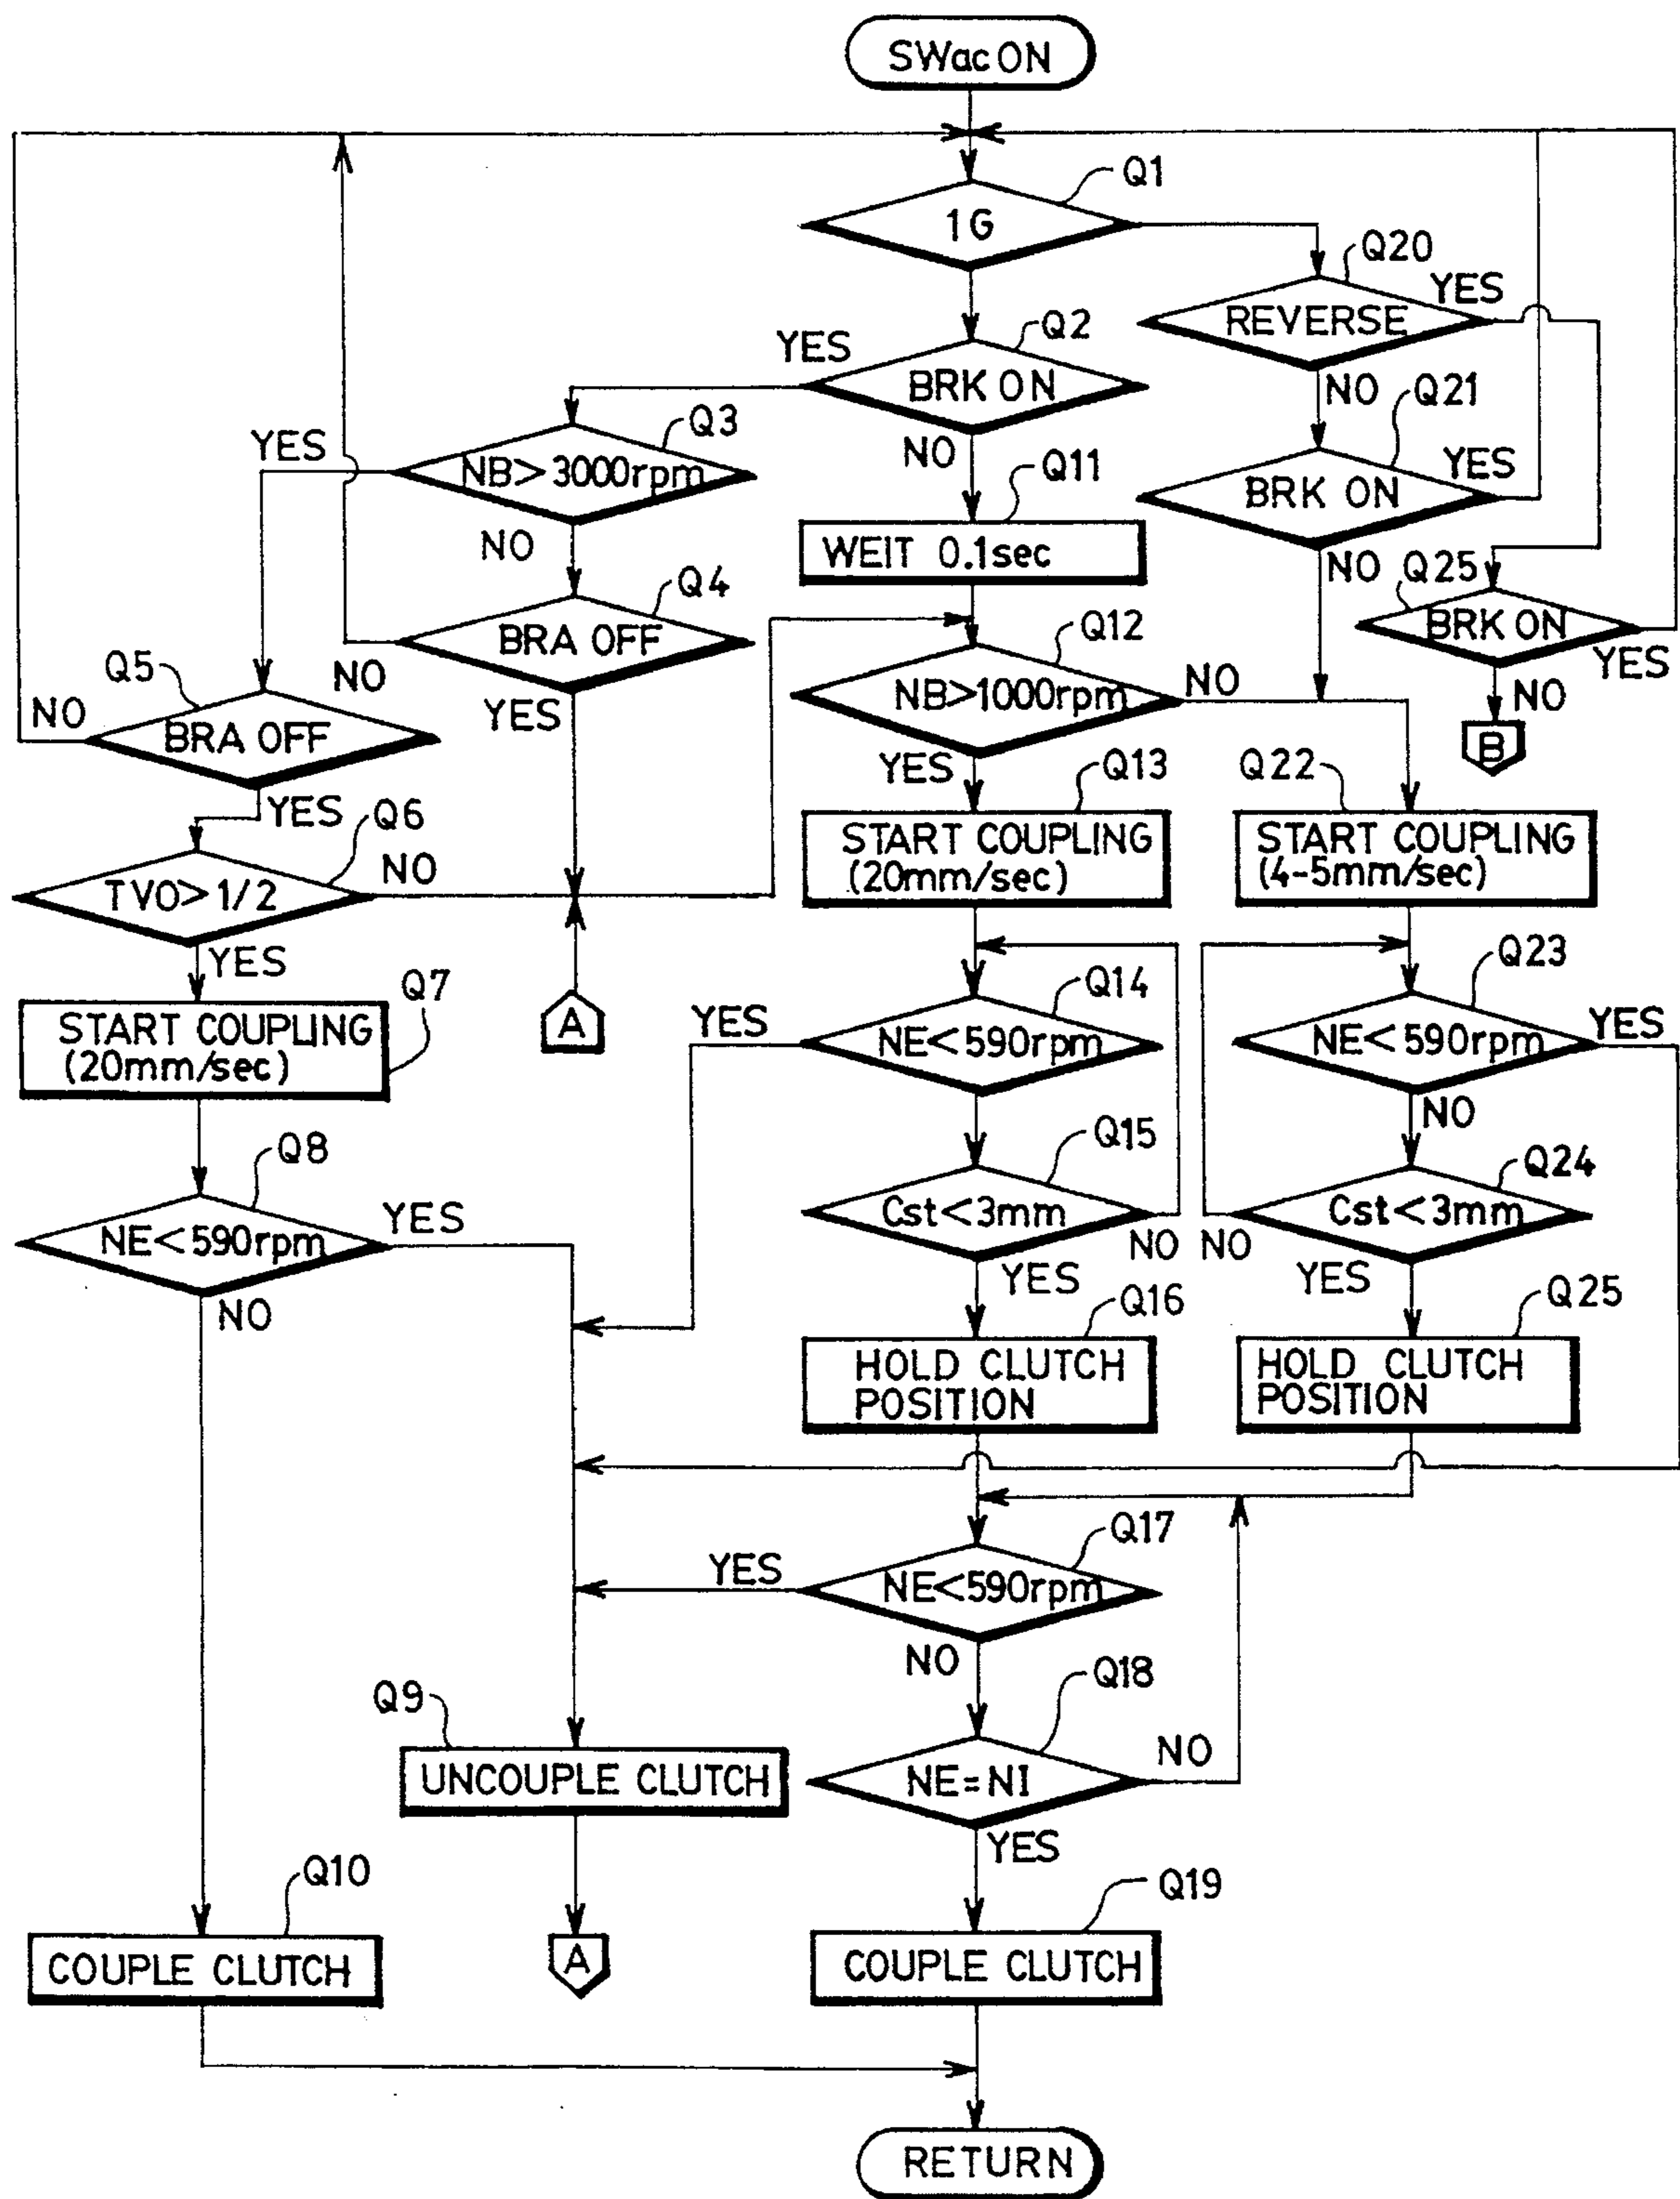 SWac ON
Q1
1G
Q20
YES
REVERSE
Q2
YES
BRK ON
NO
Q21
Q3
YES
NB>3000rpm
NO
Q11
YES
BRK ON
WEIT 0.1sec
NO
Q4
NO
Q25
BRA OFF
Q12
BRK ON
YES
Q5
NO
NO
YES
NB>1000rpm
NO
NO
BRA OFF
B
YES
Q13
Q22
YES
Q6
START COUPLING
(20mm/sec)
START COUPLING
(4-5mm/sec)
TVO>1/2
NO
YES
Q7
A
Q14
Q23
START COUPLING
(20mm/sec)
YES
NE<590rpm
NE<590rpm
YES
NO
Q8
Q15
Q24
NE<590rpm
YES
Cst<3mm
Cst<3mm
NO
NO
NO
YES
YES
Q16
Q25
HOLD CLUTCH
POSITION
HOLD CLUTCH
POSITION
Q17
YES
NE<590rpm
NO
Q18
Q9
UNCOUPLE CLUTCH
NE=NI
NO
YES
Q10
Q19
COUPLE CLUTCH
A
COUPLE CLUTCH
RETURN